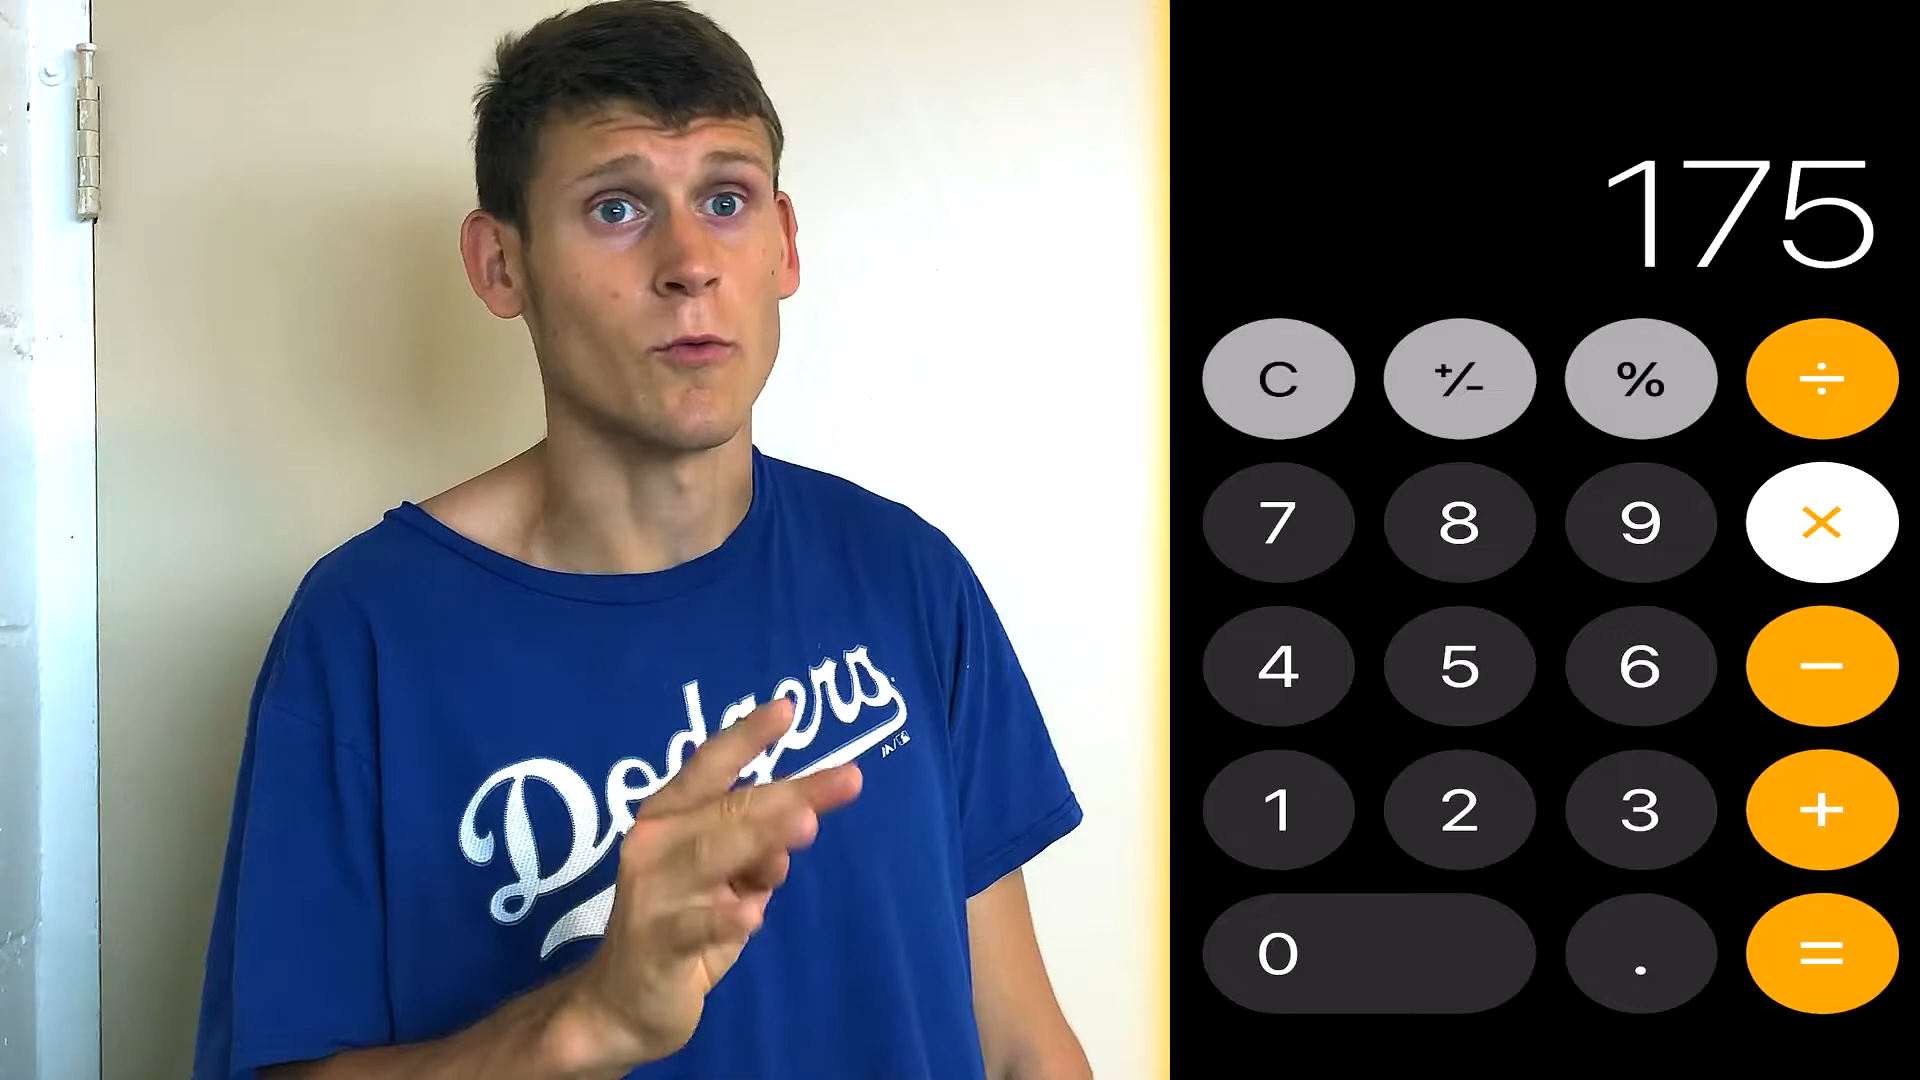 Dodgers
175
C +/- % ÷
7 8 9 ×
4 5 6 −
1 2 3 +
0 . =